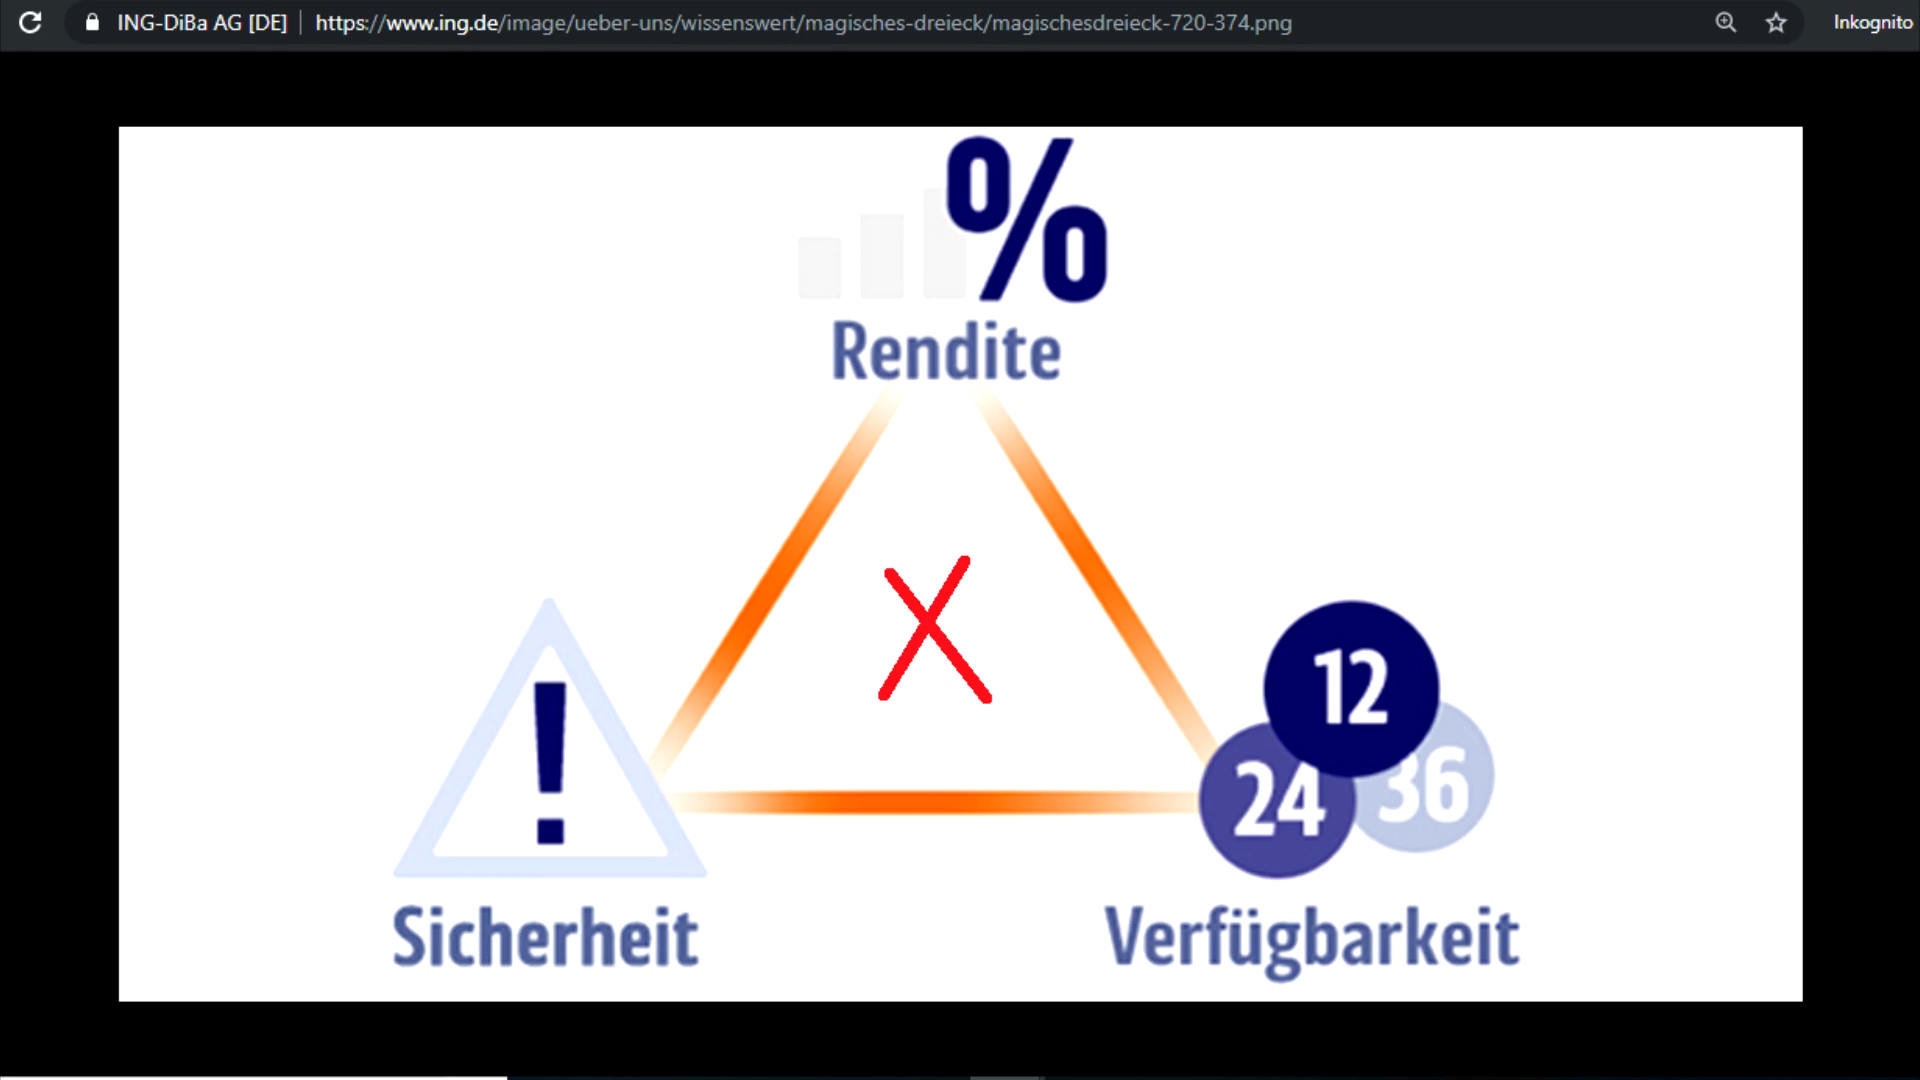 ING-DiBa AG [DE] | https://www.ing.de/image/ueber-uns/wissenswert/magisches-dreieck/magischesdreieck-720-374.png Inkognito
%
Rendite
X
!
12
24 36
Sicherheit Verfügbarkeit